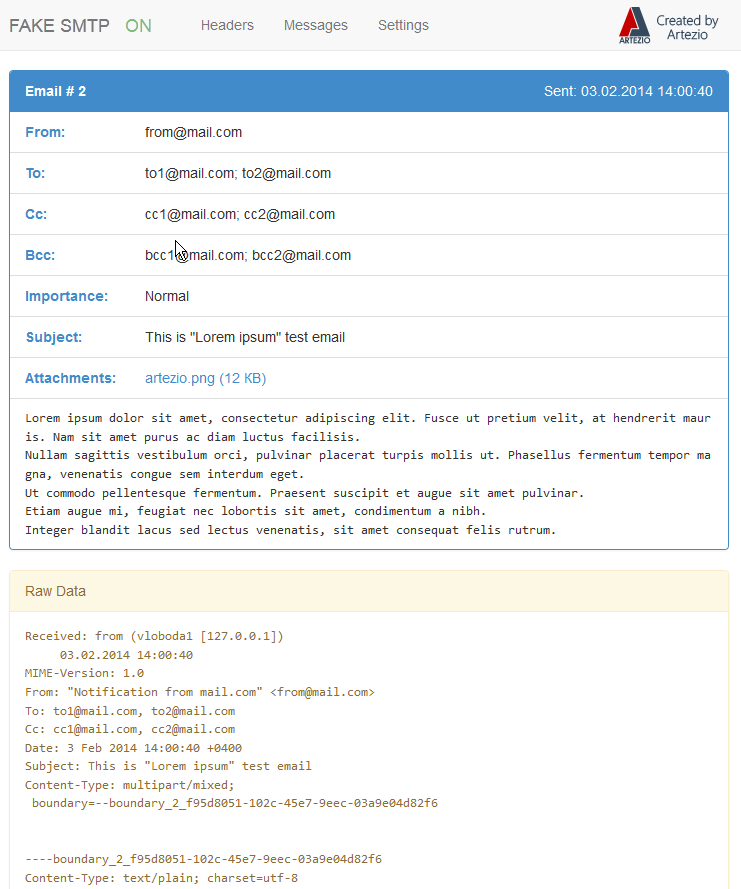 FAKE SMTP ON Headers Messages Settings ARTEZIO Created by Artezio
Email # 2 Sent: 03.02.2014 14:00:40
From: from@mail.com
To: to1@mail.com; to2@mail.com
Cc: cc1@mail.com; cc2@mail.com
Bcc: bcc1@mail.com; bcc2@mail.com
Importance: Normal
Subject: This is "Lorem ipsum" test email
Attachments: artezio.png (12 KB)
Lorem ipsum dolor sit amet, consectetur adipiscing elit. Fusce ut pretium velit, at hendrerit maur
is. Nam sit amet purus ac diam luctus facilisis.
Nullam sagittis vestibulum orci, pulvinar placerat turpis mollis ut. Phasellus fermentum tempor ma
gna, venenatis congue sem interdum eget.
Ut commodo pellentesque fermentum. Praesent suscipit et augue sit amet pulvinar.
Etiam augue mi, feugiat nec lobortis sit amet, condimentum a nibh.
Integer blandit lacus sed lectus venenatis, sit amet consequat felis rutrum.
Raw Data
Received: from (vloboda1 [127.0.0.1])
03.02.2014 14:00:40
MIME-Version: 1.0
From: "Notification from mail.com" <from@mail.com>
To: to1@mail.com, to2@mail.com
Cc: cc1@mail.com, cc2@mail.com
Date: 3 Feb 2014 14:00:40 +0400
Subject: This is "Lorem ipsum" test email
Content-Type: multipart/mixed;
boundary=--boundary_2_f95d8051-102c-45e7-9eec-03a9e04d82f6
----boundary_2_f95d8051-102c-45e7-9eec-03a9e04d82f6
Content-Type: text/plain; charset=utf-8